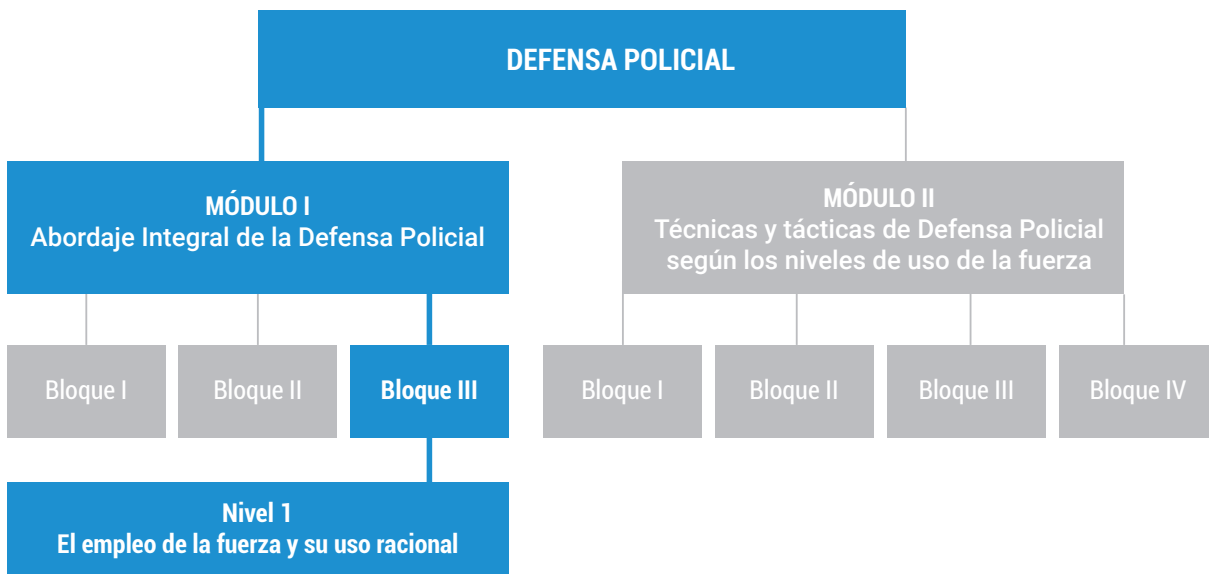 DEFENSA POLICIAL
MÓDULO I
Abordaje Integral de la Defensa Policial
MÓDULO II
Técnicas y tácticas de Defensa Policial
según los niveles de uso de la fuerza
Bloque I
Bloque II
Bloque III
Bloque I
Bloque II
Bloque III
Bloque IV
Nivel 1
El empleo de la fuerza y su uso racional